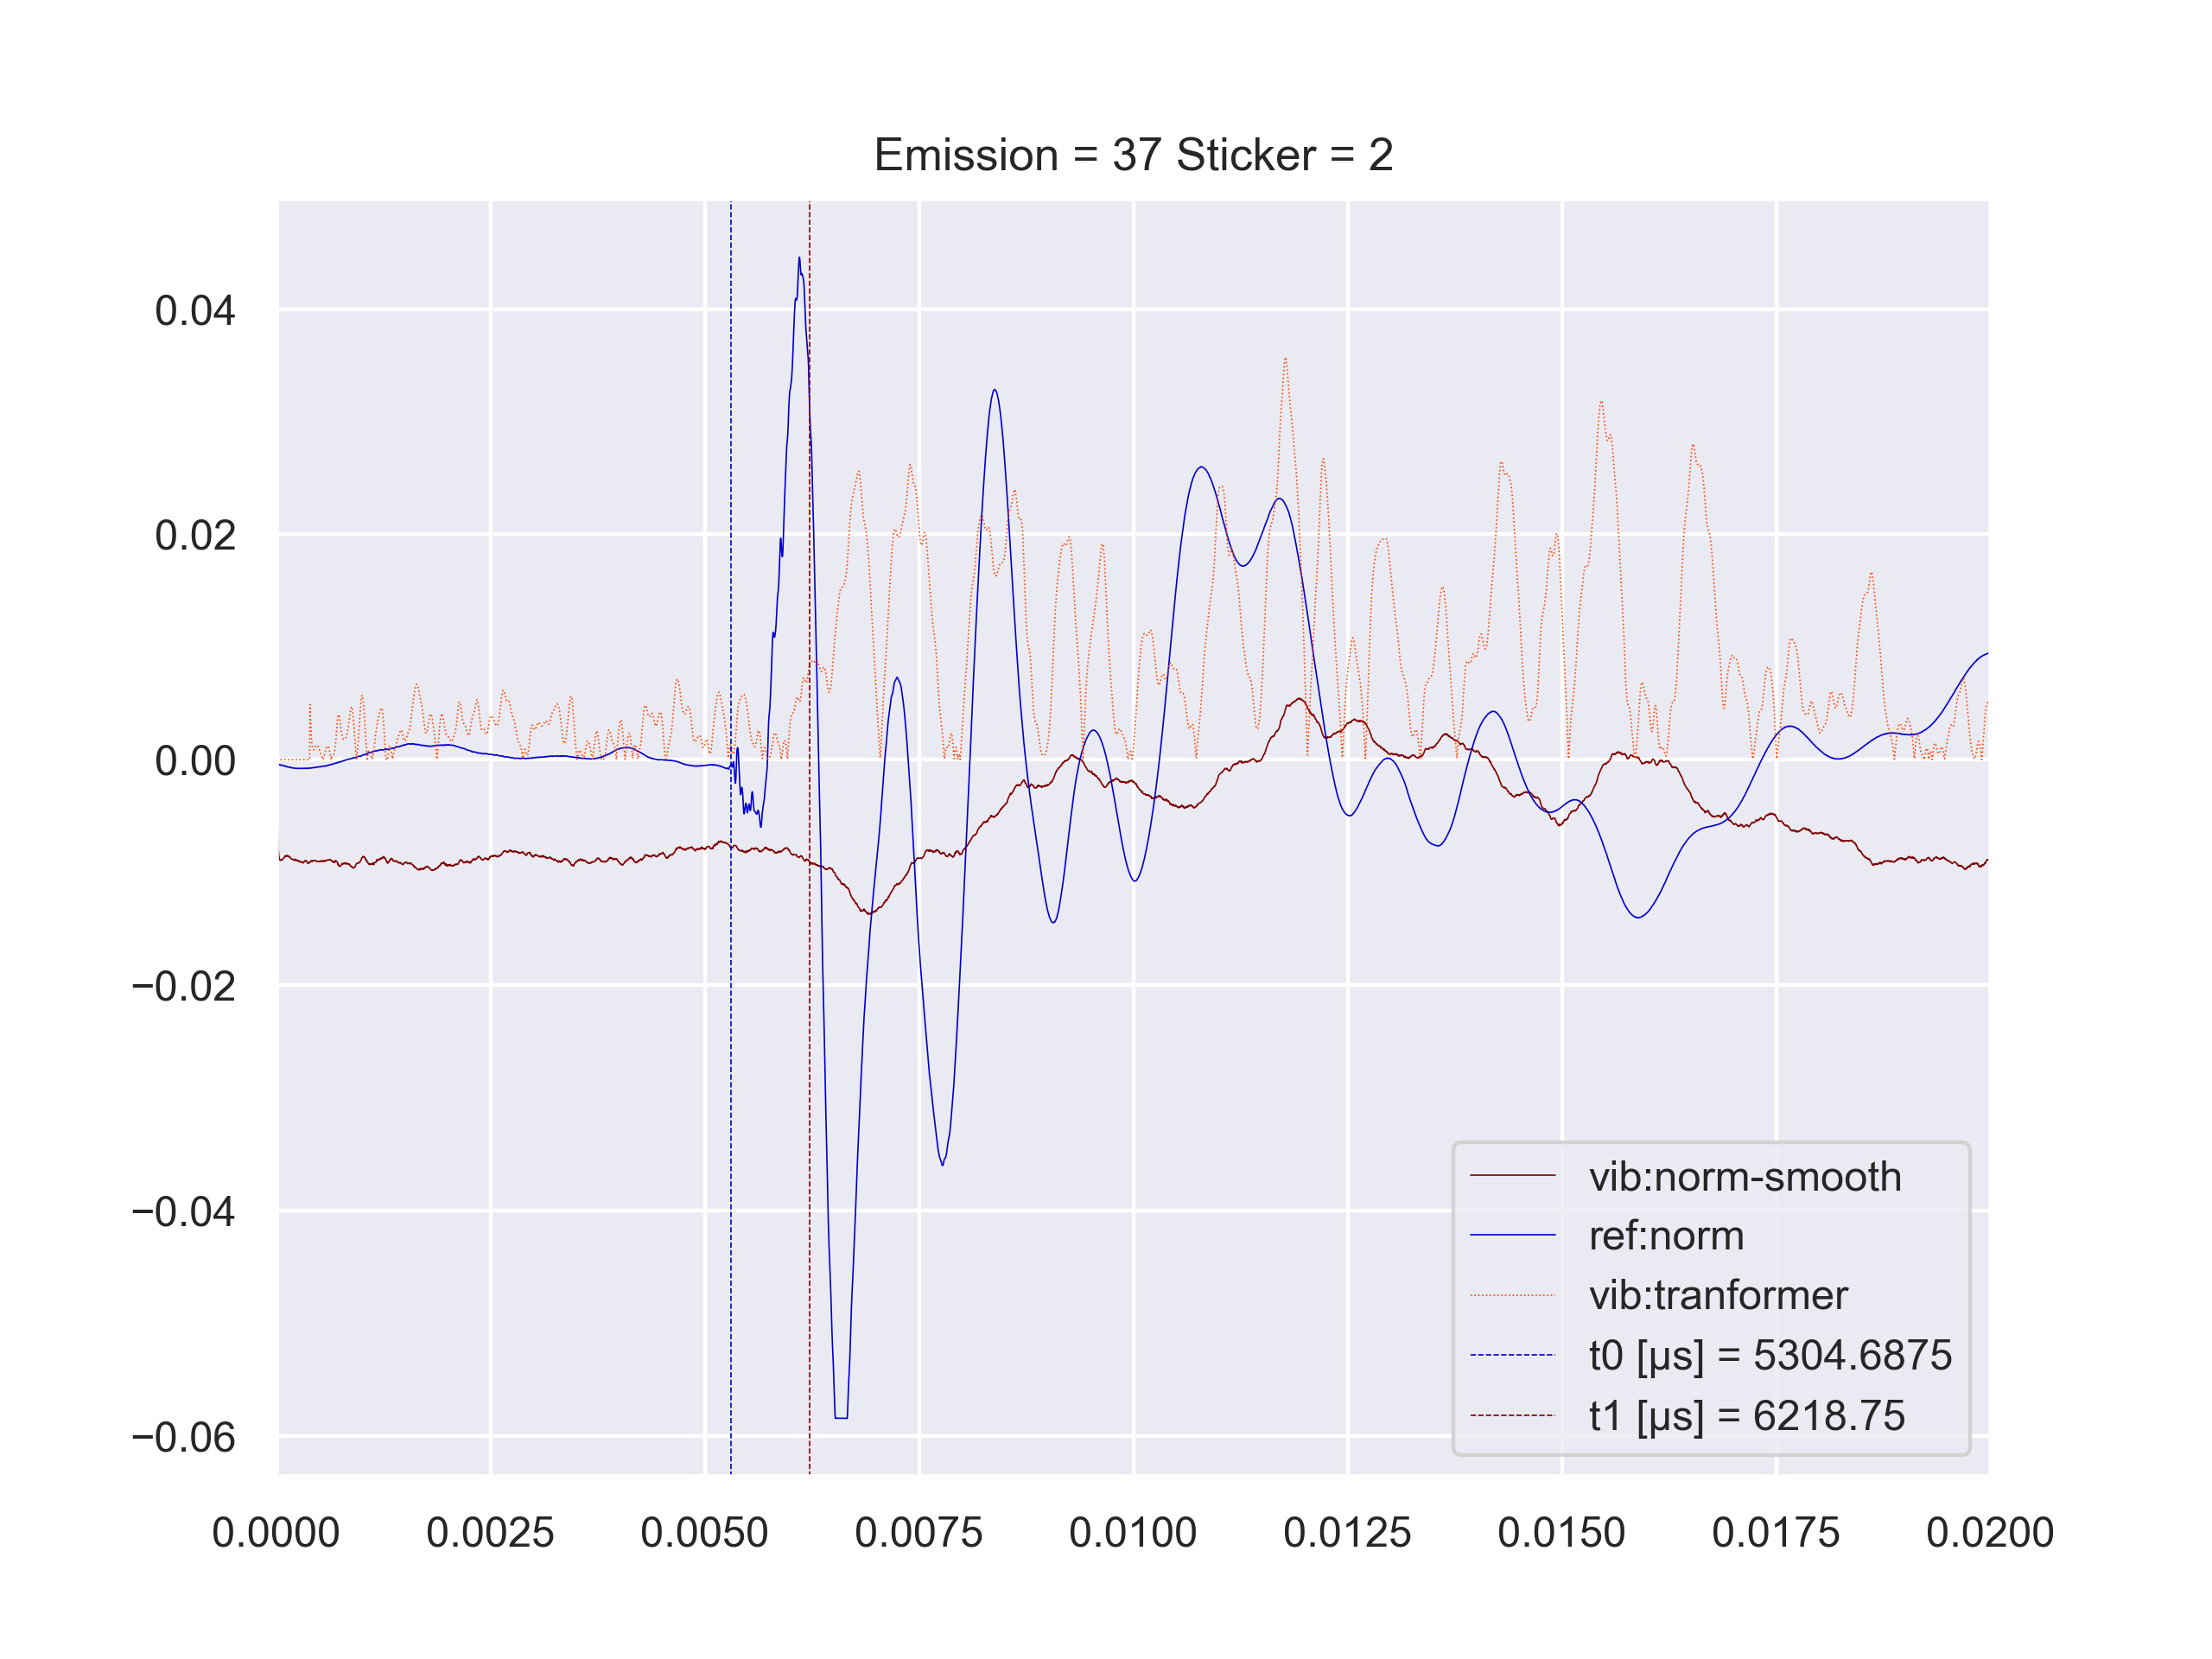 Emission = 37 Sticker = 2
0.04
0.02
0.00
−0.02
−0.04
−0.06
vib:norm-smooth
ref:norm
vib:tranformer
t0 [µs] = 5304.6875
t1 [µs] = 6218.75
0.0000 0.0025 0.0050 0.0075 0.0100 0.0125 0.0150 0.0175 0.0200